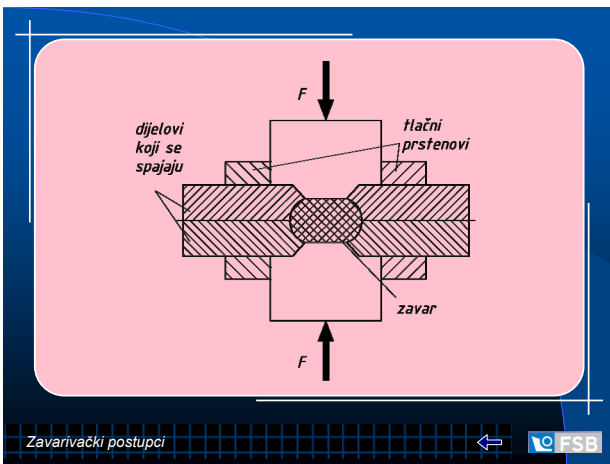 F
dijelovi
koji se
spajaju
tlačni
prstenovi
zavar
F
Zavarivački postupci
FSB